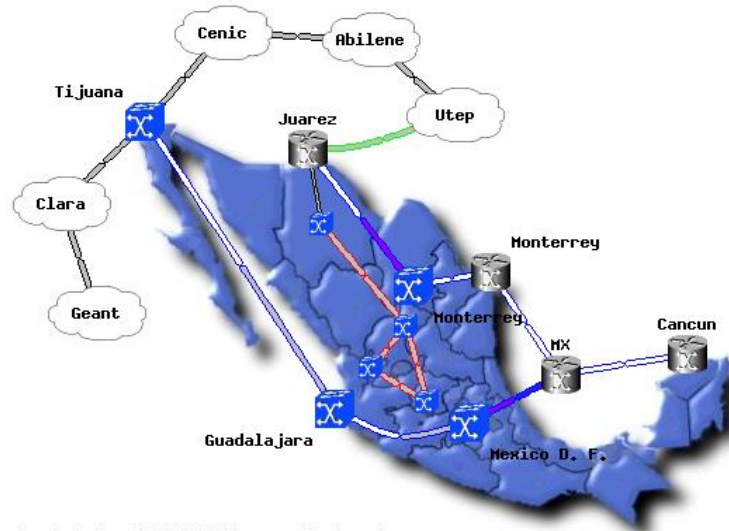 Cenic
Abilene
Tijuana
Utep
Juarez
Clara
Monterrey
Geant
Monterrey
Cancun
MX
Guadalajara
Mexico D. F.